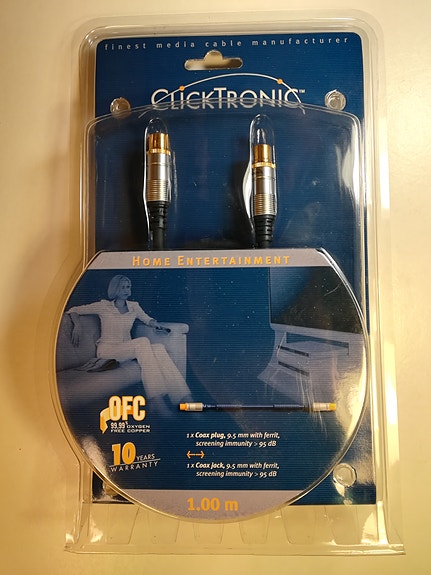 finest media cable manufacturer
CLICKTRONIC™
HOME ENTERTAINMENT
OFC
99.99 OXYGEN
FREE COPPER
10 YEARS
WARRANTY
1 x Coax plug, 9.5 mm with ferrit,
screening immunity > 95 dB
1 x Coax jack, 9.5 mm with ferrit,
screening immunity > 95 dB
1.00 m